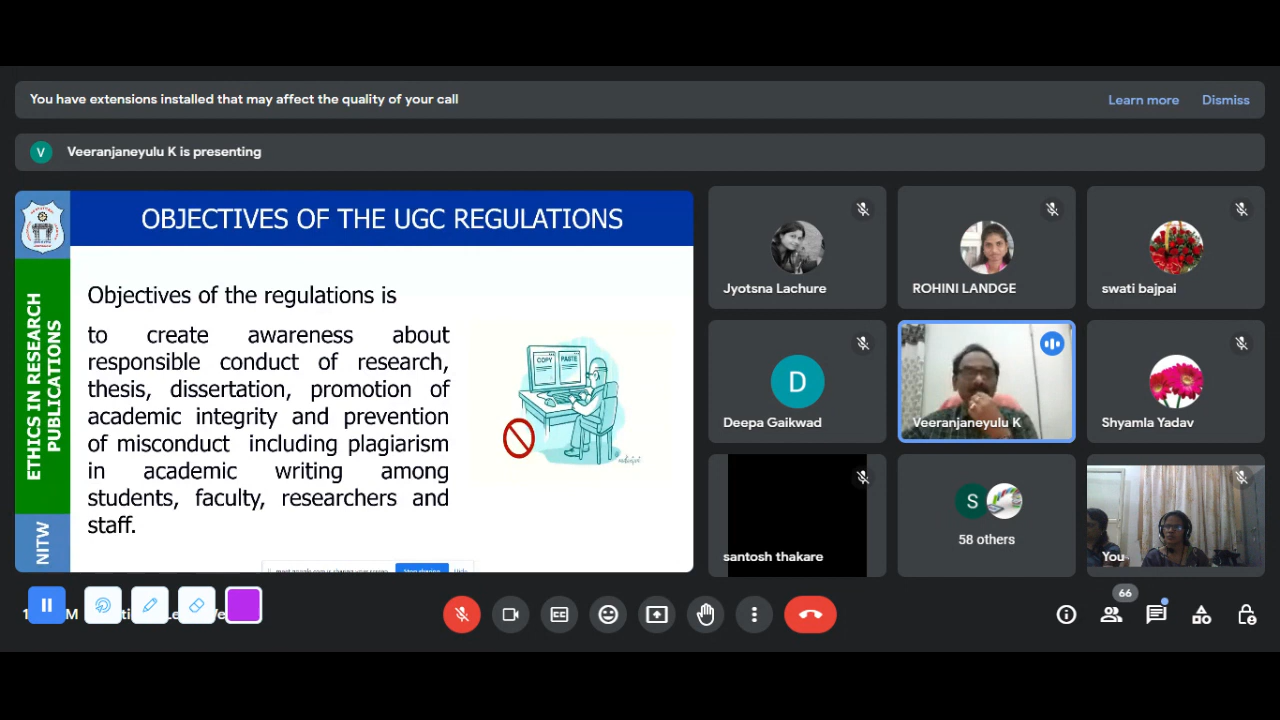 You have extensions installed that may affect the quality of your call
Learn more
Dismiss
V
Veeranjaneyulu K is presenting
OBJECTIVES OF THE UGC REGULATIONS
ETHICS IN RESEARCH
PUBLICATIONS
NITW
Objectives of the regulations is
to create awareness about
responsible conduct of research,
thesis, dissertation, promotion of
academic integrity and prevention
of misconduct including plagiarism
in academic writing among
students, faculty, researchers and
staff.
COPY
PASTE
Stop sharing
Jyotsna Lachure
ROHINI LANDGE
swati bajpai
D
Deepa Gaikwad
Veeranjaneyulu K
Shyamla Yadav
santosh thakare
S
58 others
You
66